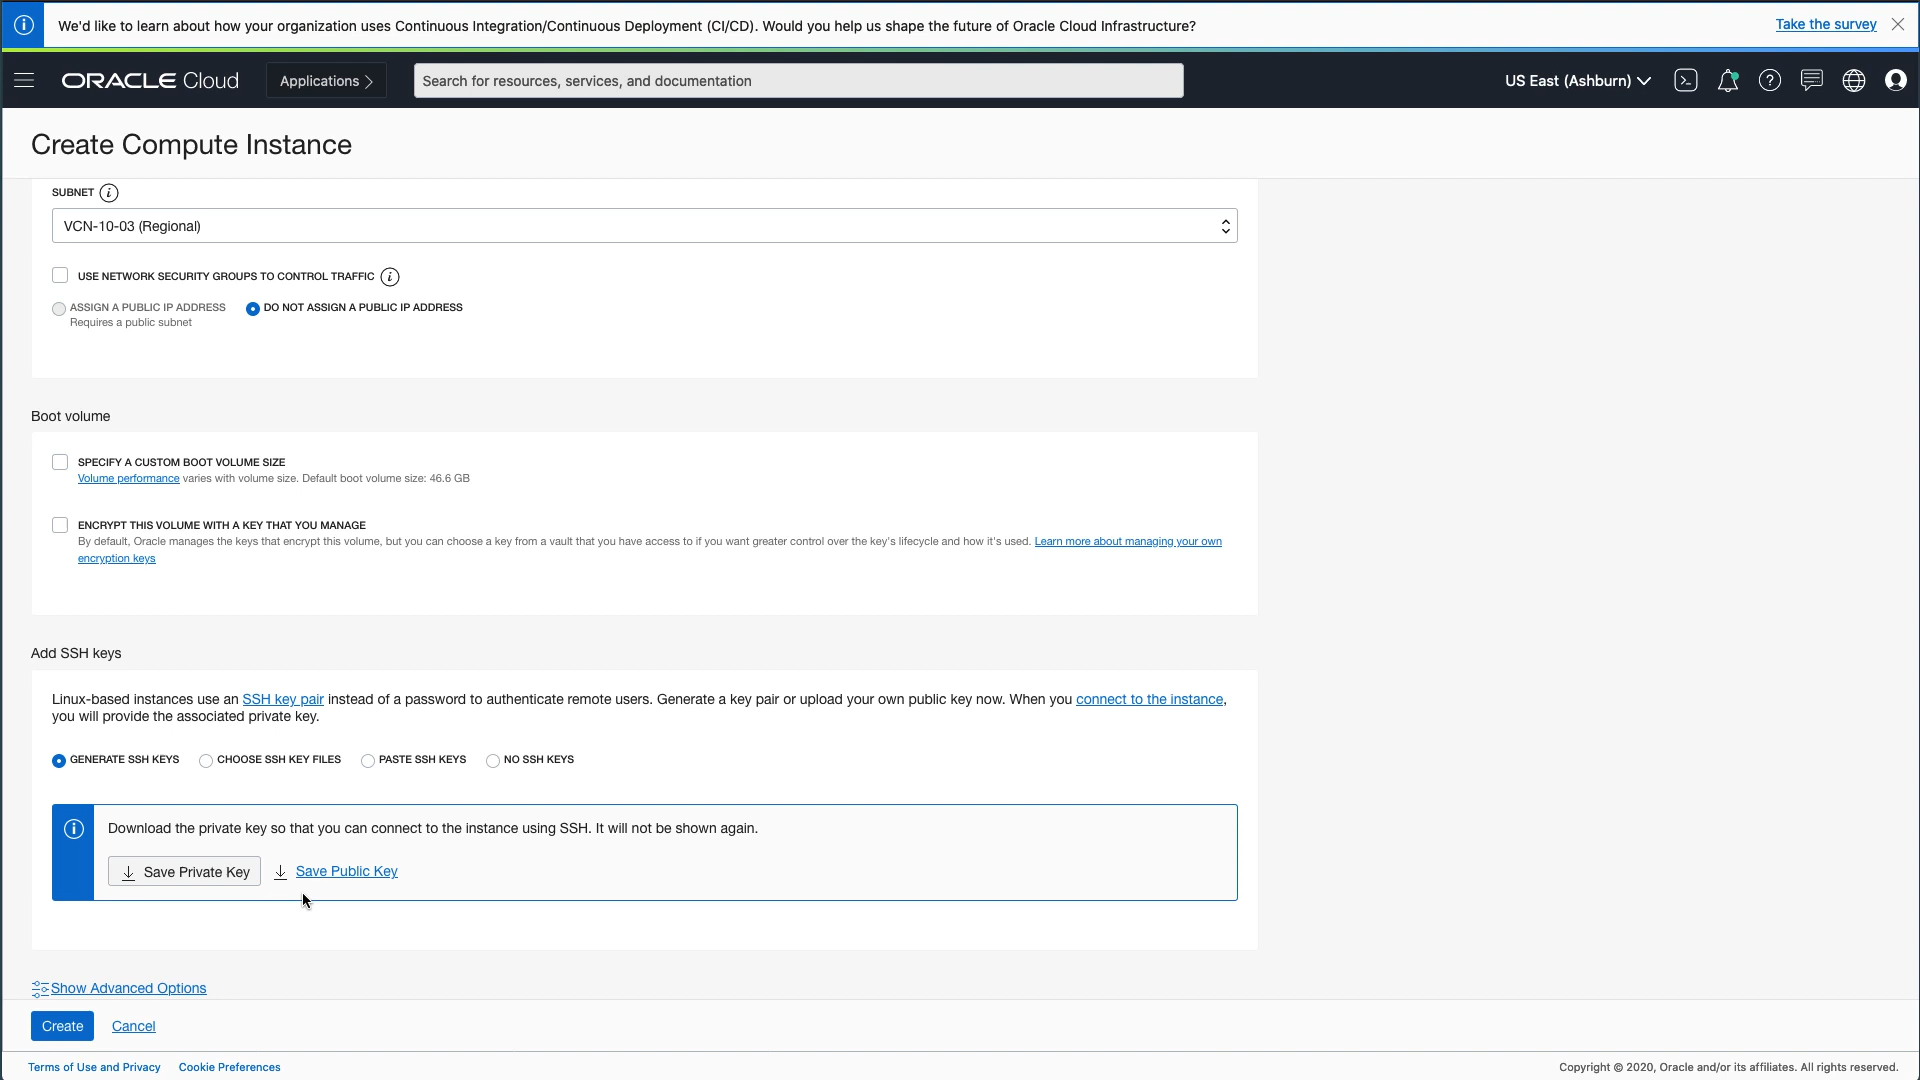 We'd like to learn about how your organization uses Continuous Integration/Continuous Deployment (CI/CD). Would you help us shape the future of Oracle Cloud Infrastructure?
Take the survey
ORACLE Cloud
Applications
Search for resources, services, and documentation
US East (Ashburn)
Create Compute Instance
SUBNET
VCN-10-03 (Regional)
USE NETWORK SECURITY GROUPS TO CONTROL TRAFFIC
ASSIGN A PUBLIC IP ADDRESS
Requires a public subnet
DO NOT ASSIGN A PUBLIC IP ADDRESS
Boot volume
SPECIFY A CUSTOM BOOT VOLUME SIZE
Volume performance varies with volume size. Default boot volume size: 46.6 GB
ENCRYPT THIS VOLUME WITH A KEY THAT YOU MANAGE
By default, Oracle manages the keys that encrypt this volume, but you can choose a key from a vault that you have access to if you want greater control over the key's lifecycle and how it's used. Learn more about managing your own
encryption keys
Add SSH keys
Linux-based instances use an SSH key pair instead of a password to authenticate remote users. Generate a key pair or upload your own public key now. When you connect to the instance,
you will provide the associated private key.
GENERATE SSH KEYS
CHOOSE SSH KEY FILES
PASTE SSH KEYS
NO SSH KEYS
Download the private key so that you can connect to the instance using SSH. It will not be shown again.
Save Private Key
Save Public Key
Show Advanced Options
Create
Cancel
Terms of Use and Privacy
Cookie Preferences
Copyright © 2020, Oracle and/or its affiliates. All rights reserved.